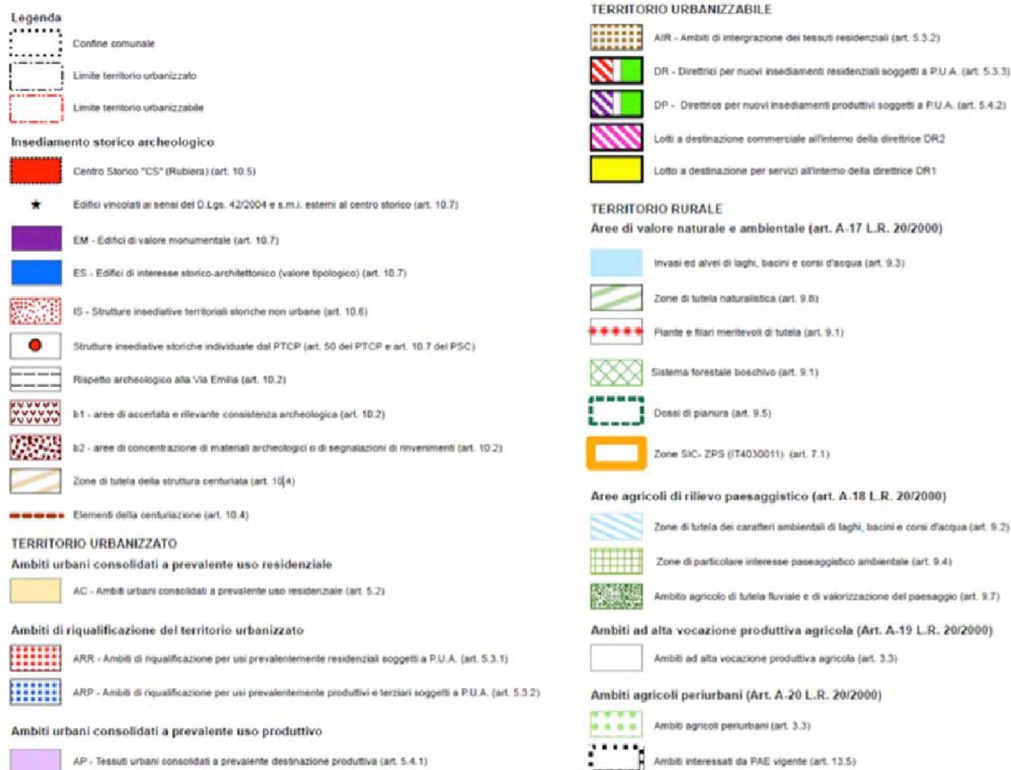 Legenda
Confine comunale
Limite territorio urbanizzato
Limite territorio urbanizzabile
Insediamento storico archeologico
Centro Storico "CS" (Rubiera) (art. 10.5)
Edifici vincolati ai sensi del D.Lgs. 42/2004 e s.m.i. esterni al centro storico (art. 10.7)
EM - Edifici di valore monumentale (art. 10.7)
ES - Edifici di interesse storico-architettonico (valore tipologico) (art. 10.7)
IS - Strutture insediative territoriali storiche non urbane (art. 10.6)
Strutture insediative storiche individuate dal PTCP (art. 50 del PTCP e art. 10.7 del PSC)
Rispetto archeologico alla Via Emilia (art. 10.2)
b1 - aree di accertata e rilevante consistenza archeologica (art. 10.2)
b2 - aree di concentrazione di materiali archeologici o di segnalazioni di rinvenimenti (art. 10.2)
Zone di tutela della struttura centuriata (art. 10.4)
Elementi della centuriazione (art. 10.4)
TERRITORIO URBANIZZATO
Ambiti urbani consolidati a prevalente uso residenziale
AC - Ambiti urbani consolidati a prevalente uso residenziale (art. 5.2)
Ambiti di riqualificazione del territorio urbanizzato
ARR - Ambiti di riqualificazione per usi prevalentemente residenziali soggetti a P.U.A. (art. 5.3.1)
ARP - Ambiti di riqualificazione per usi prevalentemente produttivi e terziari soggetti a P.U.A. (art. 5.3.2)
Ambiti urbani consolidati a prevalente uso produttivo
AP - Tessuti urbani consolidati a prevalente destinazione produttiva (art. 5.4.1)
TERRITORIO URBANIZZABILE
AIR - Ambiti di intergrazione dei tessuti residenziali (art. 5.3.2)
DR - Direttrici per nuovi insediamenti residenziali soggetti a P.U.A. (art. 5.3.3)
DP - Direttrice per nuovi insediamenti produttivi soggetti a P.U.A. (art. 5.4.2)
Lotti a destinazione commerciale all'interno della direttrice DR2
Lotto a destinazione per servizi all'interno della direttrice DR1
TERRITORIO RURALE
Aree di valore naturale e ambientale (art. A-17 L.R. 20/2000)
Invasi ed alvei di laghi, bacini e corsi d'acqua (art. 9.3)
Zone di tutela naturalistica (art. 9.8)
Piante e filari meritevoli di tutela (art. 9.1)
Sistema forestale boschivo (art. 9.1)
Dossi di pianura (art. 9.5)
Zone SIC- ZPS (IT4030011) (art. 7.1)
Aree agricoli di rilievo paesaggistico (art. A-18 L.R. 20/2000)
Zone di tutela dei caratteri ambientali di laghi, bacini e corsi d'acqua (art. 9.2)
Zone di particolare interesse paseaggistico ambientale (art. 9.4)
Ambito agricolo di tutela fluviale e di valorizzazione del paesaggio (art. 9.7)
Ambiti ad alta vocazione produttiva agricola (Art. A-19 L.R. 20/2000)
Ambiti ad alta vocazione produttiva agricola (art. 3.3)
Ambiti agricoli periurbani (Art. A-20 L.R. 20/2000)
Ambiti agricoli periurbani (art. 3.3)
Ambiti interessati da PAE vigente (art. 13.5)